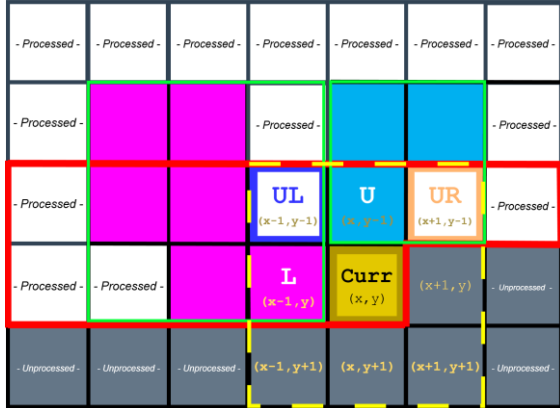 - Processed - - Processed - - Processed - - Processed - - Processed - - Processed - - Processed -
- Processed - - Processed - - Processed -
- Processed - UL U UR - Processed -
(x-1,y-1) (x,y-1) (x+1,y-1)
- Processed - - Processed - L Curr (x+1,y) - Unprocessed -
(x-1,y) (x,y)
- Unprocessed - - Unprocessed - - Unprocessed - (x-1,y+1) (x,y+1) (x+1,y+1) - Unprocessed -